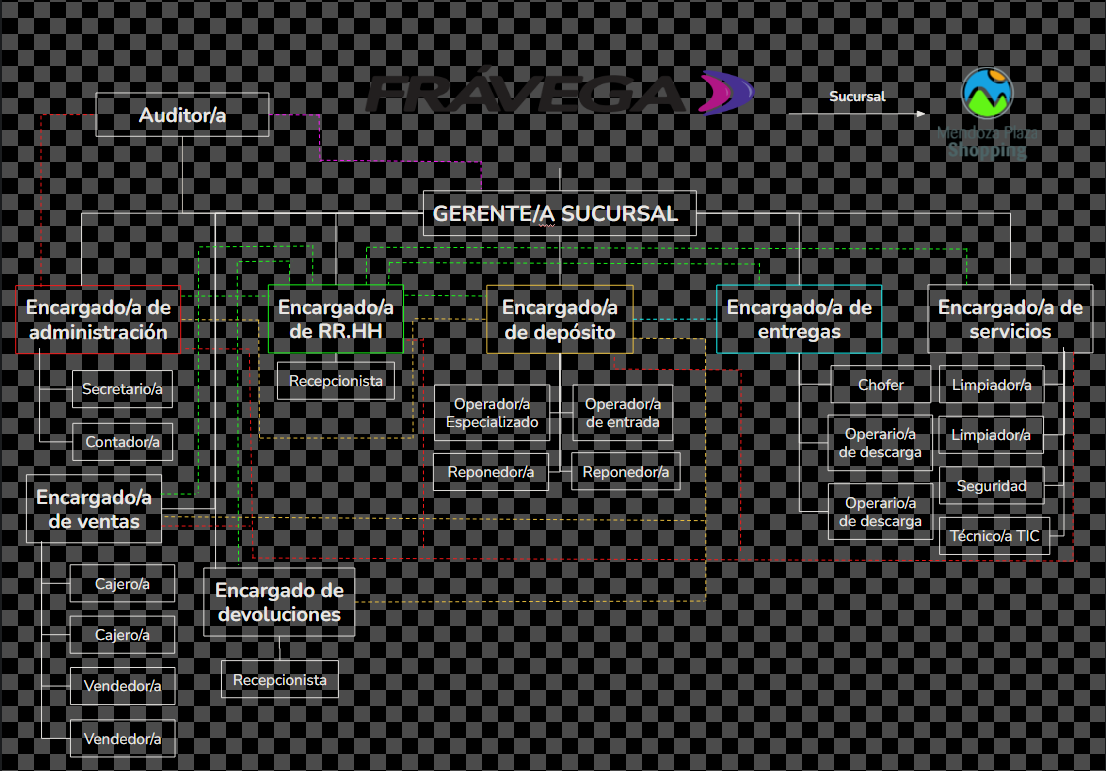 FRÁVEGA
Sucursal
Mendoza Plaza
Shopping
Auditor/a
GERENTE/A SUCURSAL
Encargado/a de
administración
Secretario/a
Contador/a
Encargado/a
de RR.HH
Recepcionista
Encargado/a
de depósito
Operador/a
Especializado
Operador/a
de entrada
Reponedor/a
Reponedor/a
Encargado/a de
entregas
Chofer
Operario/a
de descarga
Operario/a
de descarga
Encargado/a de
servicios
Limpiador/a
Limpiador/a
Seguridad
Técnico/a TIC
Encargado/a
de ventas
Cajero/a
Cajero/a
Vendedor/a
Vendedor/a
Encargado de
devoluciones
Recepcionista